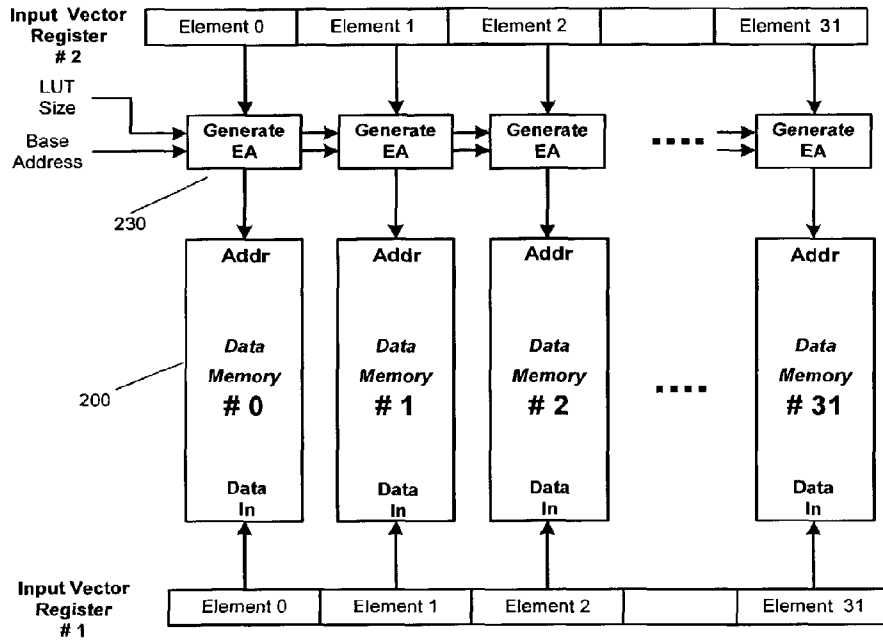 Input Vector
Register
# 2
Element 0
Element 1
Element 2
Element 31
LUT
Size
Base
Address
Generate
EA
Generate
EA
Generate
EA
Generate
EA
230
Addr
Data
Memory
# 0
Data
In
Addr
Data
Memory
# 1
Data
In
Addr
Data
Memory
# 2
Data
In
Addr
Data
Memory
# 31
Data
In
200
Input Vector
Register
# 1
Element 0
Element 1
Element 2
Element 31